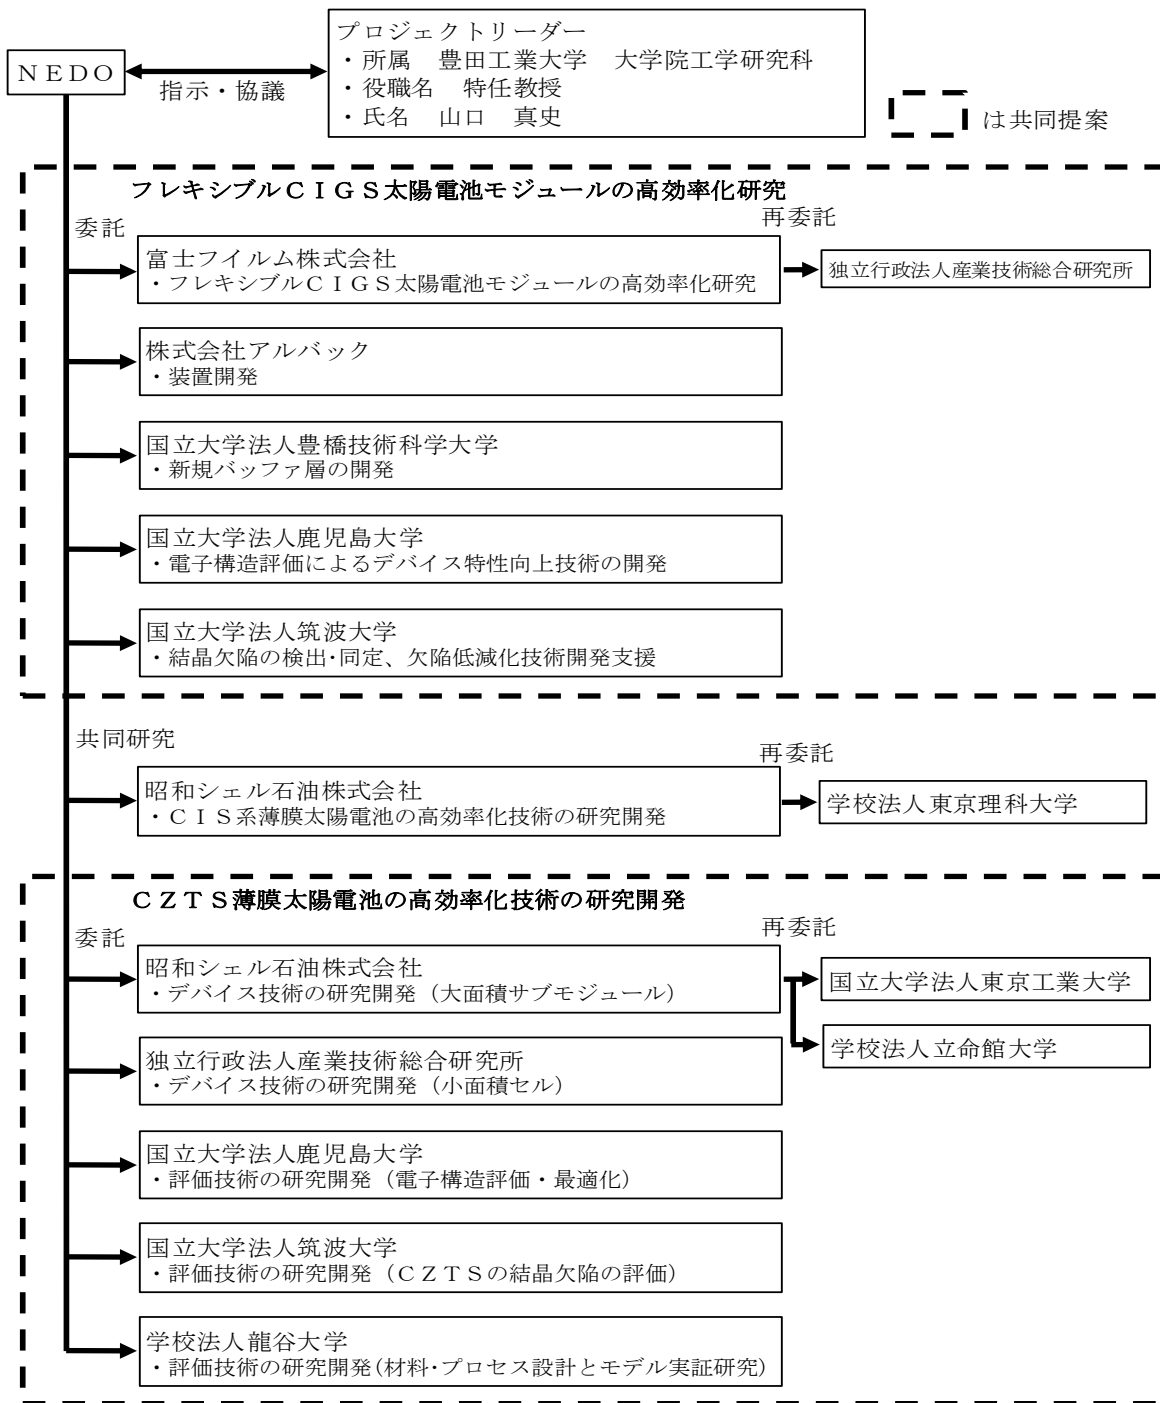 プロジェクトリーダー
・所属　豊田工業大学　大学院工学研究科
・役職名　特任教授
・氏名　山口　真史
ＮＥＤＯ
指示・協議
は共同提案
フレキシブルＣＩＧＳ太陽電池モジュールの高効率化研究
委託
再委託
富士フイルム株式会社
・フレキシブルＣＩＧＳ太陽電池モジュールの高効率化研究
独立行政法人産業技術総合研究所
株式会社アルバック
・装置開発
国立大学法人豊橋技術科学大学
・新規バッファ層の開発
国立大学法人鹿児島大学
・電子構造評価によるデバイス特性向上技術の開発
国立大学法人筑波大学
・結晶欠陥の検出・同定、欠陥低減化技術開発支援
共同研究
再委託
昭和シェル石油株式会社
・ＣＩＳ系薄膜太陽電池の高効率化技術の研究開発
学校法人東京理科大学
ＣＺＴＳ薄膜太陽電池の高効率化技術の研究開発
委託
再委託
昭和シェル石油株式会社
・デバイス技術の研究開発（大面積サブモジュール）
国立大学法人東京工業大学
学校法人立命館大学
独立行政法人産業技術総合研究所
・デバイス技術の研究開発（小面積セル）
国立大学法人鹿児島大学
・評価技術の研究開発（電子構造評価・最適化）
国立大学法人筑波大学
・評価技術の研究開発（ＣＺＴＳの結晶欠陥の評価）
学校法人龍谷大学
・評価技術の研究開発(材料・プロセス設計とモデル実証研究)